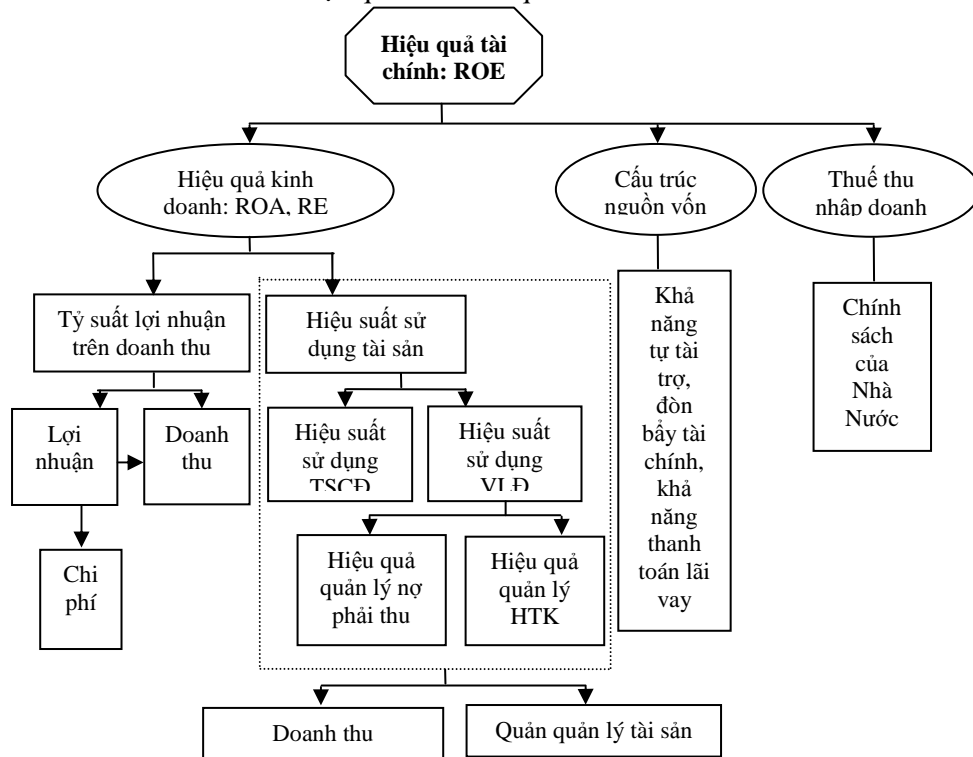 Hiệu quả tài
chính: ROE
Hiệu quả kinh
doanh: ROA, RE
Cấu trúc
nguồn vốn
Thuế thu
nhập doanh
Tỷ suất lợi nhuận
trên doanh thu
Hiệu suất sử
dụng tài sản
Khả
năng
tự tài
trợ,
đòn
bẩy tài
chính,
khả
năng
thanh
toán lãi
vay
Chính
sách
của
Nhà
Nước
Lợi
nhuận
Doanh
thu
Hiệu suất
sử dụng
TSCĐ
Hiệu suất
sử dụng
VLĐ
Chi
phí
Hiệu quả
quản lý nợ
phải thu
Hiệu quả
quản lý
HTK
Doanh thu
Quản quản lý tài sản